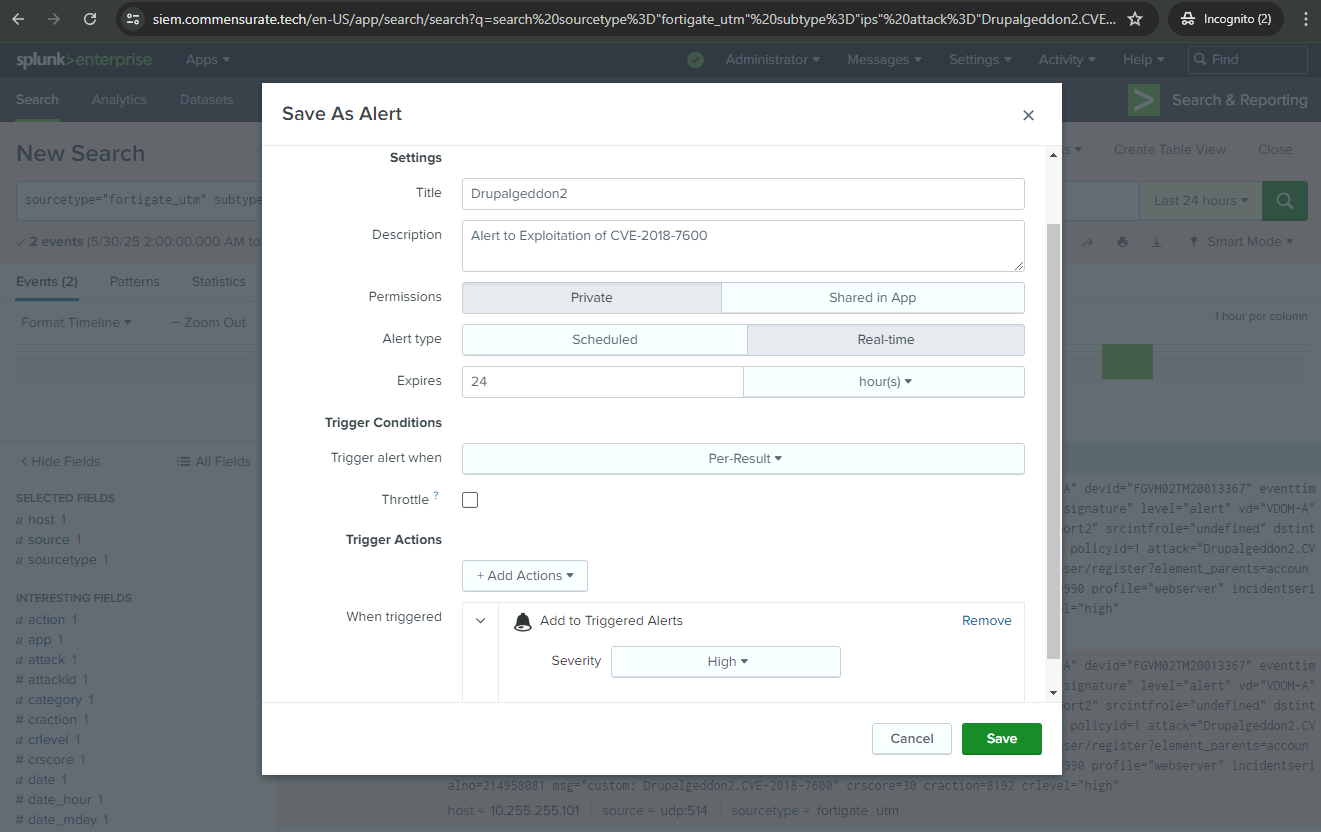 siem.commensurate.tech/en-US/app/search/search?q=search%20sourcetype%3D"fortigate_utm"%20subtype%3D"ips"%20attack%3D"Drupalgeddon2.CVE... Incognito (2)
splunk>enterprise Apps Administrator Messages Settings Activity Help Find
Search Analytics Datasets Search & Reporting
Save As Alert
New Search s Create Table View Close
Settings
Title Drupalgeddon2
sourcetype="fortigate_utm" subtype Last 24 hours
Description Alert to Exploitation of CVE-2018-7600
2 events (5/30/25 2:00:00.000 AM to Smart Mode
Events (2) Patterns Statistics
Permissions Private Shared in App
Format Timeline — Zoom Out 1 hour per column
Alert type Scheduled Real-time
Expires 24 hour(s)
Trigger Conditions
Trigger alert when Per-Result
Hide Fields All Fields
Throttle ?
SELECTED FIELDS
a host 1
a source 1
a sourcetype 1
Trigger Actions
+ Add Actions
INTERESTING FIELDS
When triggered Add to Triggered Alerts Remove
Severity High
a action 1
a app 1
a attack 1
# attackid 1
a category 1
# craction 1
a crlevel 1
# crscore 1
a date 1
# date_hour 1
# date_mday 1
A" devid="FGVM02TM20013367" eventtim
signature" level="alert" vd="VDOM-A"
ort2" srcintfrole="undefined" dstint
policyid=1 attack="Drupalgeddon2.CV
ser/register?element_parents=accoun
990 profile="webserver" incidentseri
l="high"
A" devid="FGVM02TM20013367" eventtim
signature" level="alert" vd="VDOM-A"
ort2" srcintfrole="undefined" dstint
policyid=1 attack="Drupalgeddon2.CV
ser/register?element_parents=accoun
990 profile="webserver" incidentseri
Cancel Save
alno=214958081 msg="custom: Drupalgeddon2.CVE-2018-7600" crscore=30 craction=8192 crlevel="high"
host = 10.255.255.101 source = udp:514 sourcetype = fortigate_utm